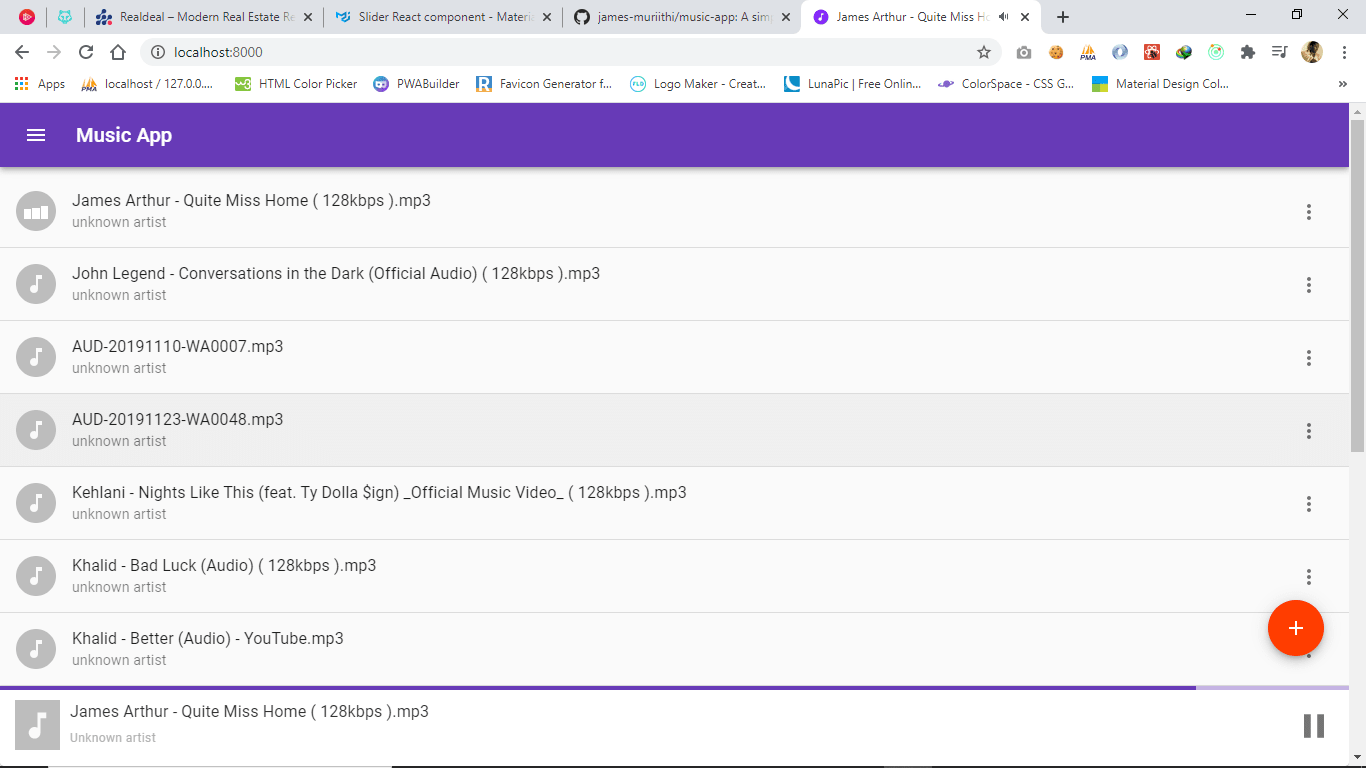 Realdeal – Modern Real Estate Re
Slider React component - Materia
james-muriithi/music-app: A simp
James Arthur - Quite Miss Ho
localhost:8000
Apps
localhost / 127.0.0....
HTML Color Picker
PWABuilder
Favicon Generator f...
Logo Maker - Creat...
LunaPic | Free Onlin...
ColorSpace - CSS G...
Material Design Col...
»
Music App
James Arthur - Quite Miss Home ( 128kbps ).mp3
unknown artist
John Legend - Conversations in the Dark (Official Audio) ( 128kbps ).mp3
unknown artist
AUD-20191110-WA0007.mp3
unknown artist
AUD-20191123-WA0048.mp3
unknown artist
Kehlani - Nights Like This (feat. Ty Dolla $ign) _Official Music Video_ ( 128kbps ).mp3
unknown artist
Khalid - Bad Luck (Audio) ( 128kbps ).mp3
unknown artist
Khalid - Better (Audio) - YouTube.mp3
unknown artist
James Arthur - Quite Miss Home ( 128kbps ).mp3
Unknown artist